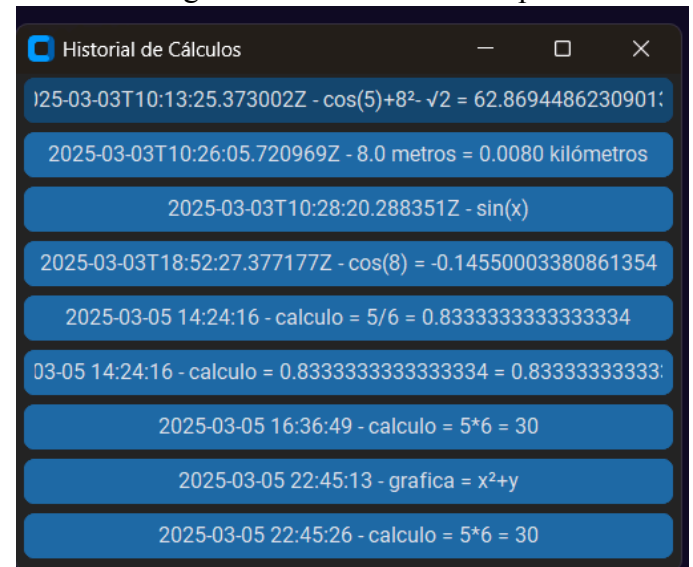 Historial de Cálculos
025-03-03T10:13:25.373002Z - cos(5)+8²- √2 = 62.86944862309013
2025-03-03T10:26:05.720969Z - 8.0 metros = 0.0080 kilómetros
2025-03-03T10:28:20.288351Z - sin(x)
2025-03-03T18:52:27.377177Z - cos(8) = -0.14550003380861354
2025-03-05 14:24:16 - calculo = 5/6 = 0.8333333333333334
03-05 14:24:16 - calculo = 0.8333333333333334 = 0.83333333333
2025-03-05 16:36:49 - calculo = 5*6 = 30
2025-03-05 22:45:13 - grafica = x²+y
2025-03-05 22:45:26 - calculo = 5*6 = 30